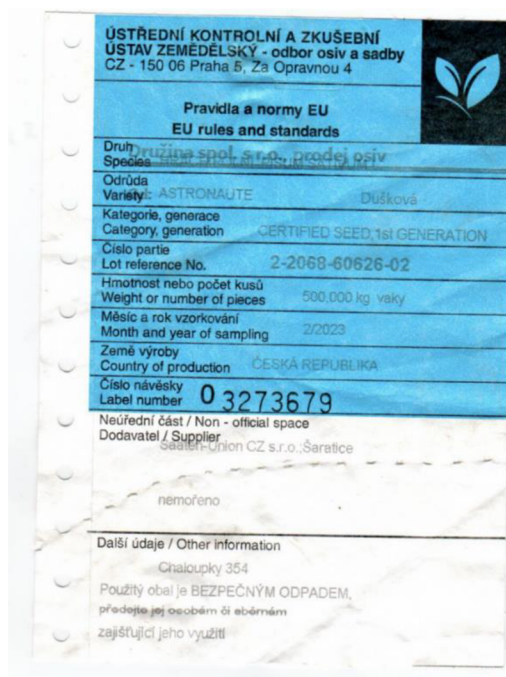 ÚSTŘEDNÍ KONTROLNÍ A ZKUŠEBNÍ
ÚSTAV ZEMĚDĚLSKÝ - odbor osiv a sadby
CZ - 150 06 Praha 5, Za Opravnou 4
Pravidla a normy EU
EU rules and standards
Družina spol. s r.o., prodej osiv
Druh
Species
Odrůda
Variety ASTRONAUTE Dušková
Kategorie, generace
Category, generation CERTIFIED SEED, 1st GENERATION
Číslo partie
Lot reference No. 2-2068-60626-02
Hmotnost nebo počet kusů
Weight or number of pieces 500,000 kg vaky
Měsíc a rok vzorkování
Month and year of sampling 2/2023
Země výroby
Country of production ČESKÁ REPUBLIKA
Číslo návěsky
Label number 0 3273679
Neúřední část / Non - official space
Dodavatel / Supplier
Saaten-Union CZ s.r.o.,Šaratice
nemořeno
Další údaje / Other information
Chaloupky 354
Použitý obal je BEZPEČNÝM ODPADEM,
předejte jej osobám či
zajišťující jeho využití